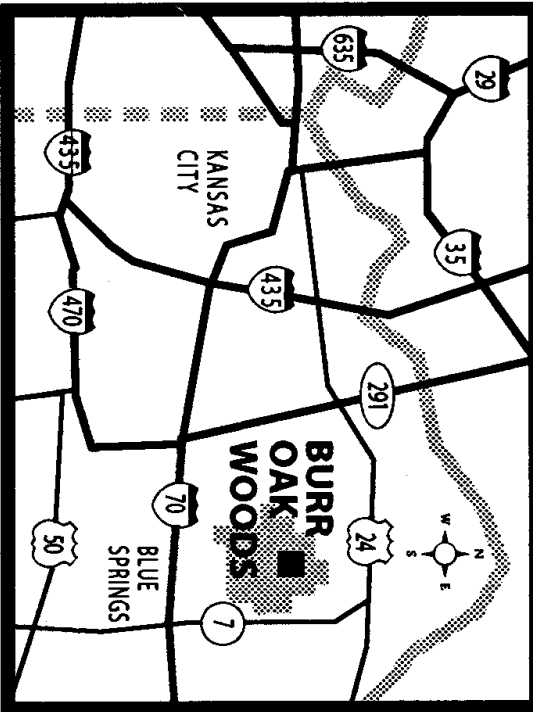 29
N
35
W
E
S
291
24
635
BURR
OAK
WOODS
435
7
KANSAS
CITY
70
BLUE
SPRINGS
435
470
50